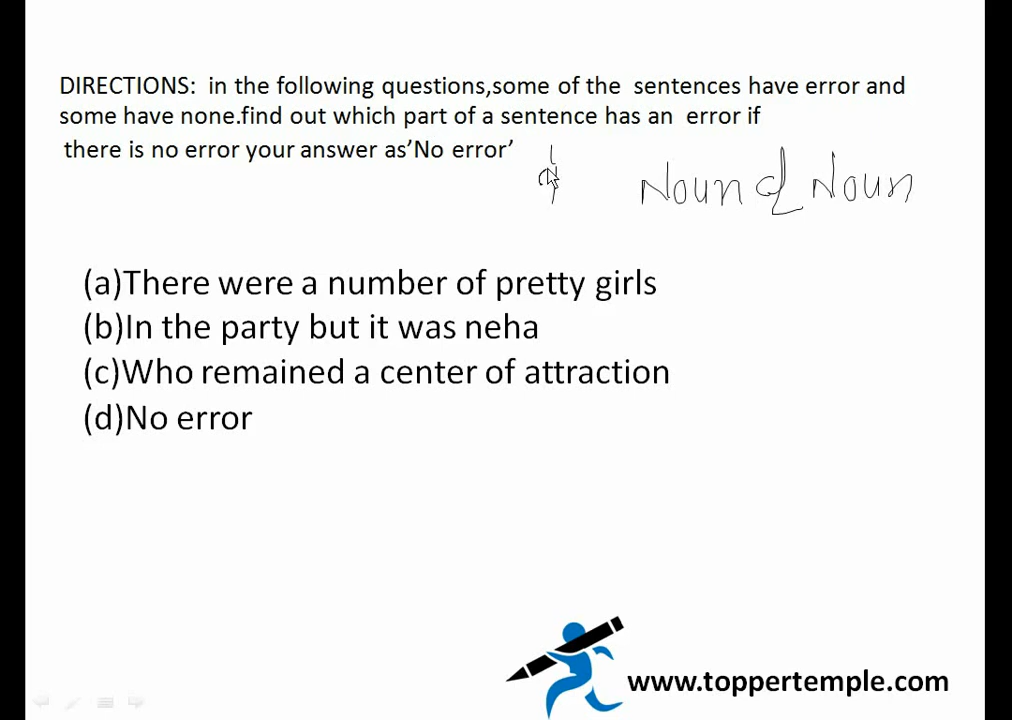 DIRECTIONS: in the following questions,some of the sentences have error and
some have none.find out which part of a sentence has an error if
there is no error your answer as’No error’
Noun of Noun
(a)There were a number of pretty girls
(b)In the party but it was neha
(c)Who remained a center of attraction
(d)No error
www.toppertemple.com